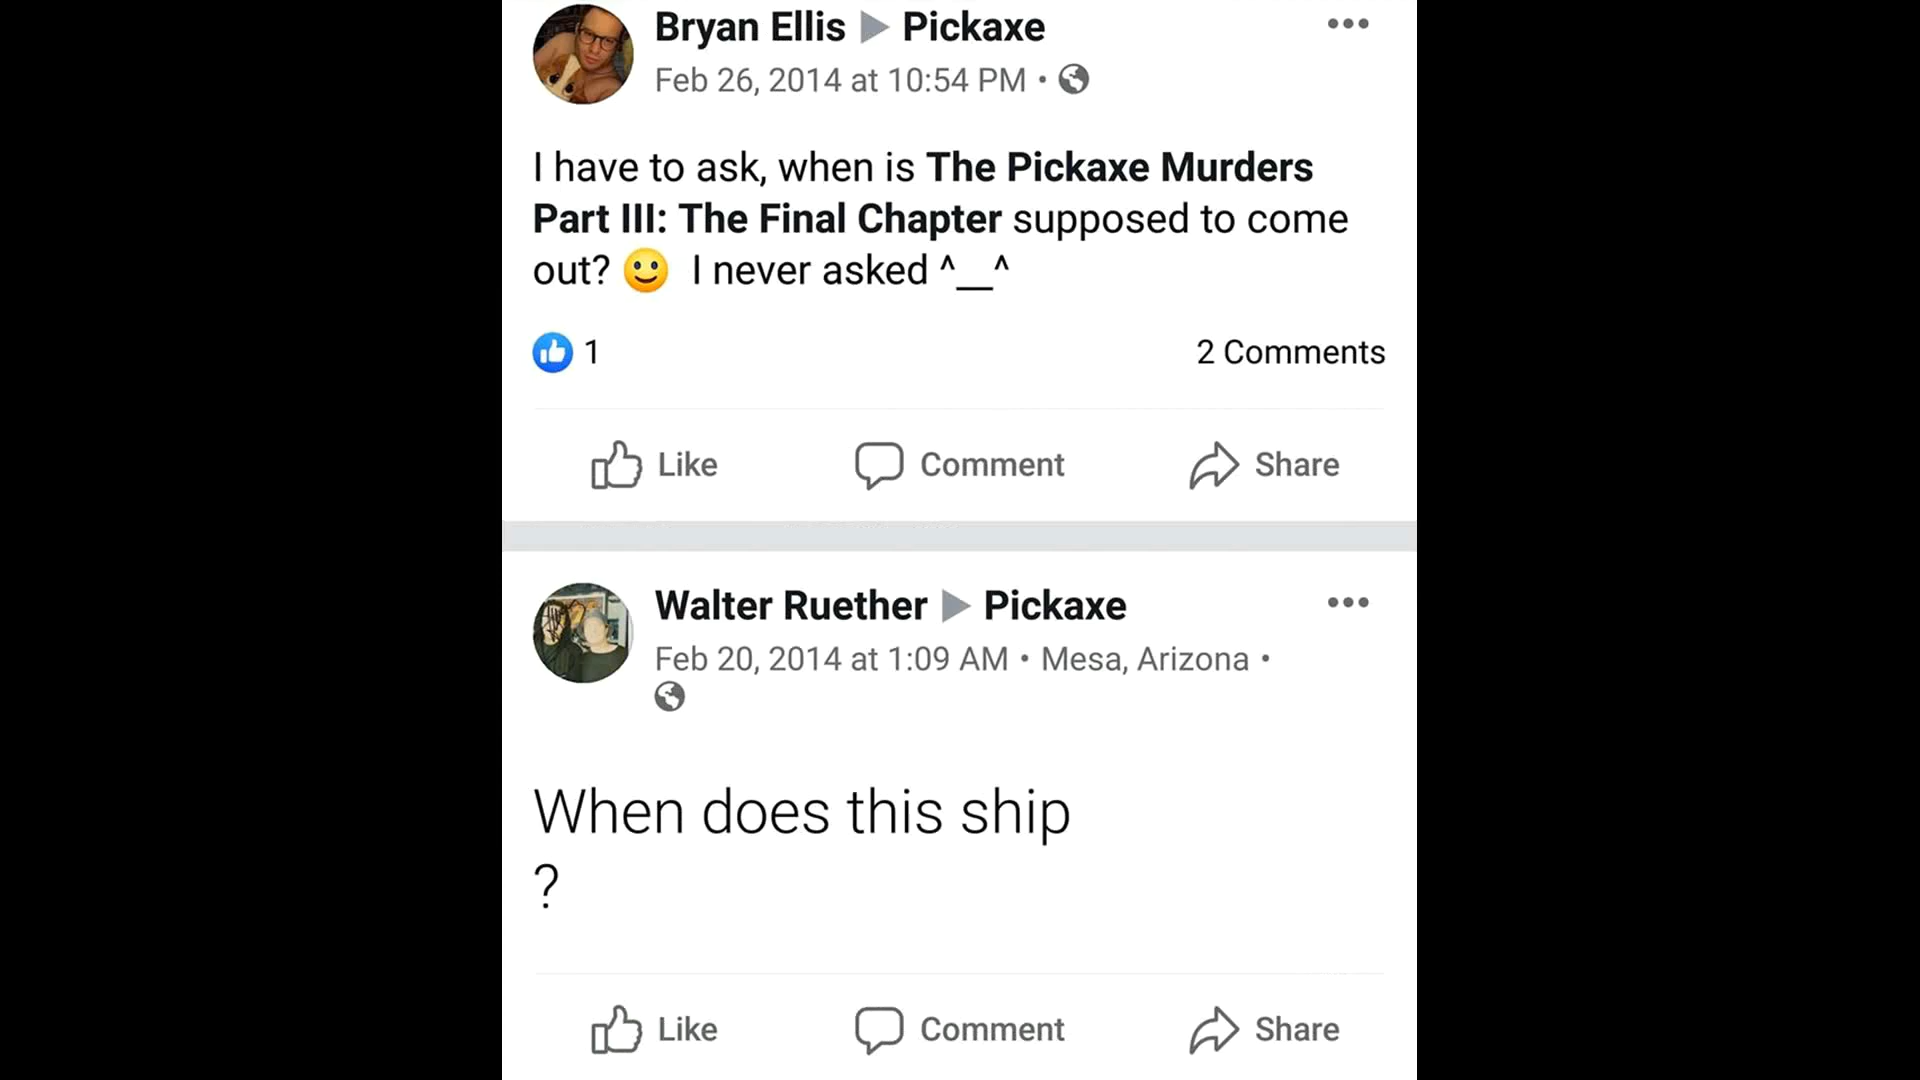 Bryan Ellis ▶ Pickaxe
Feb 26, 2014 at 10:54 PM •
I have to ask, when is The Pickaxe Murders
Part III: The Final Chapter supposed to come
out? 🙂 I never asked ^__^
1 2 Comments
Like Comment Share
Walter Ruether ▶ Pickaxe
Feb 20, 2014 at 1:09 AM • Mesa, Arizona •
When does this ship
?
Like Comment Share